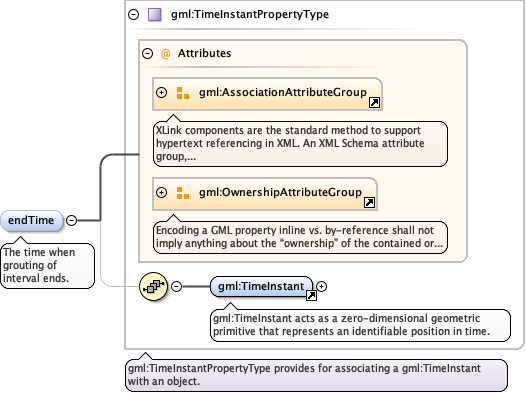 gml:TimeInstantPropertyType
@ Attributes
gml:AssociationAttributeGroup
XLink components are the standard method to support
hypertext referencing in XML. An XML Schema attribute
group,...
gml:OwnershipAttributeGroup
Encoding a GML property inline vs. by-reference shall not
imply anything about the “ownership” of the contained or...
endTime
The time when
grouting of
interval ends.
gml:TimeInstant
gml:TimeInstant acts as a zero-dimensional geometric
primitive that represents an identifiable position in time.
gml:TimeInstantPropertyType provides for associating a gml:TimeInstant
with an object.